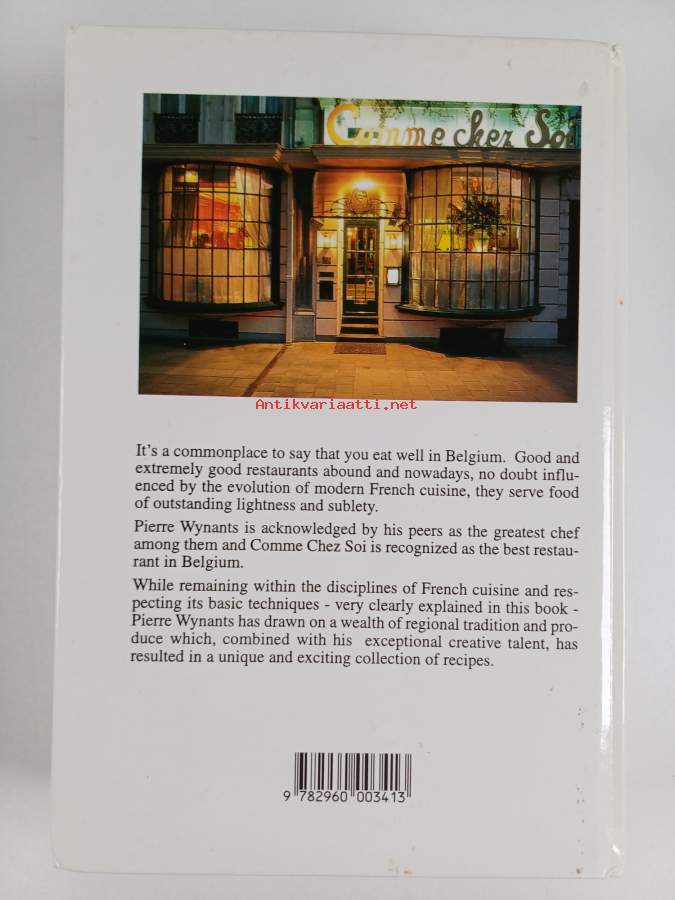 Comme chez Soi
Antikvariaatti.net
It's a commonplace to say that you eat well in Belgium. Good and
extremely good restaurants abound and nowadays, no doubt influ-
enced by the evolution of modern French cuisine, they serve food
of outstanding lightness and sublety.
Pierre Wynants is acknowledged by his peers as the greatest chef
among them and Comme Chez Soi is recognized as the best restau-
rant in Belgium.
While remaining within the disciplines of French cuisine and res-
pecting its basic techniques - very clearly explained in this book -
Pierre Wynants has drawn on a wealth of regional tradition and pro-
duce which, combined with his exceptional creative talent, has
resulted in a unique and exciting collection of recipes.
9 782960 003413